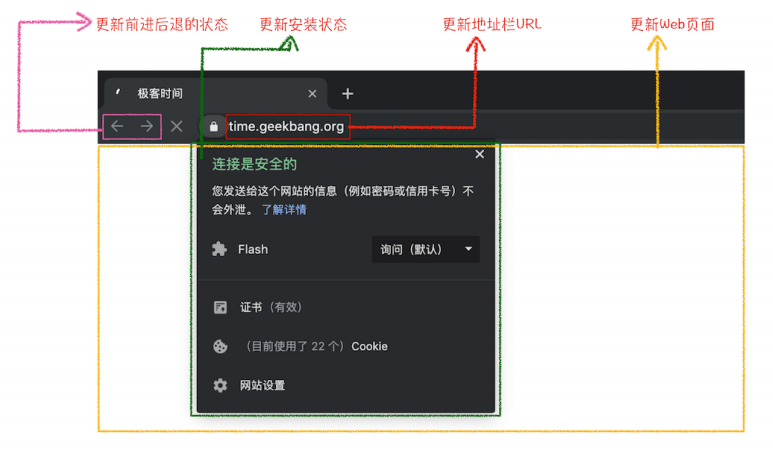 更新前进后退的状态 更新安装状态 更新地址栏URL 更新Web页面
极客时间
time.geekbang.org
连接是安全的
您发送给这个网站的信息（例如密码或信用卡号）不
会外泄。 了解详情
Flash 询问（默认）
证书（有效）
（目前使用了 22 个）Cookie
网站设置